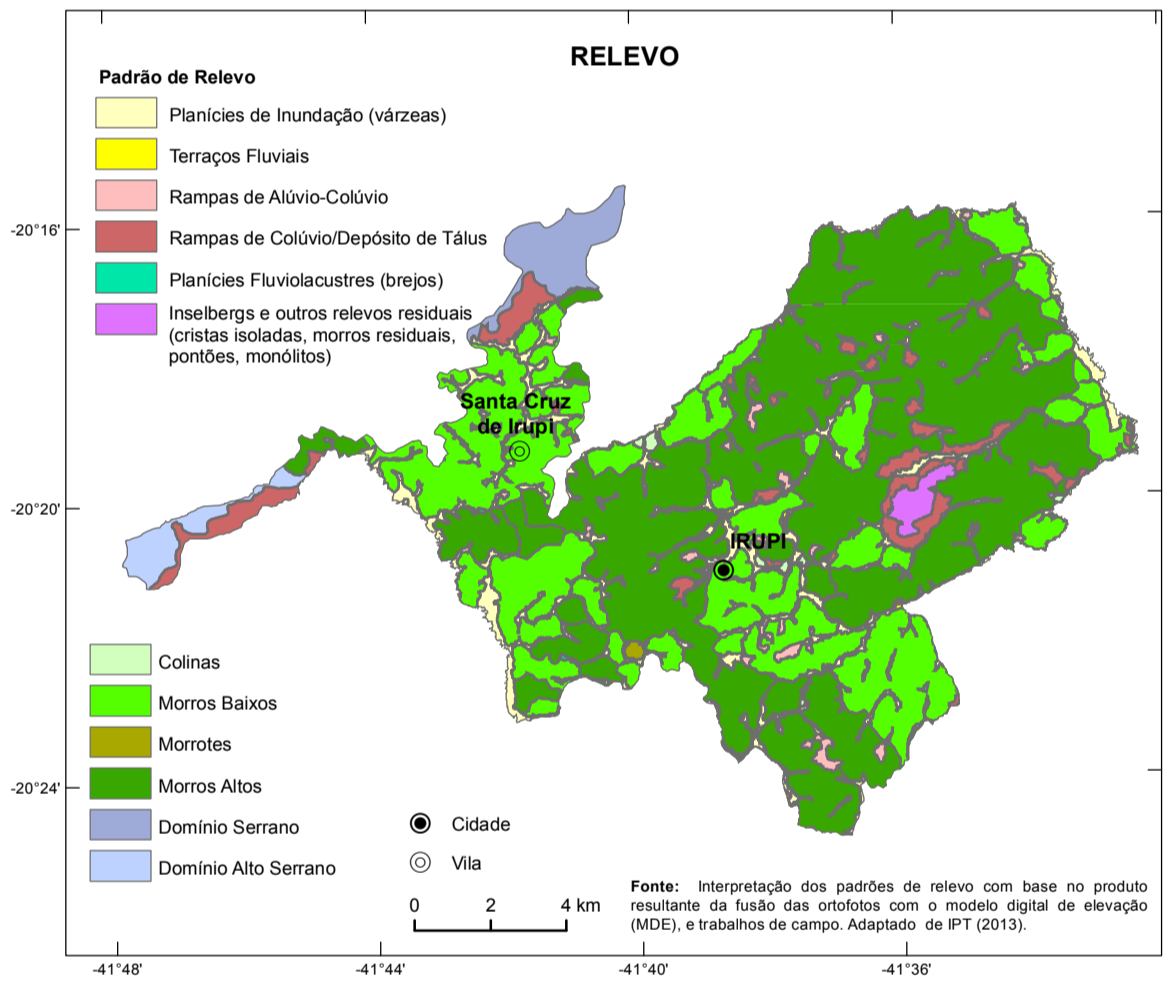 RELEVO
Padrão de Relevo
Planícies de Inundação (várzeas)
Terraços Fluviais
Rampas de Alúvio-Colúvio
Rampas de Colúvio/Depósito de Tálus
Planícies Fluviolacustres (brejos)
Inselbergs e outros relevos residuais
(cristas isoladas, morros residuais,
pontões, monólitos)
-20°16'
Santa Cruz
de Irupi
-20°20'
IRUPI
Colinas
Morros Baixos
Morrotes
Morros Altos
-20°24'
Domínio Serrano
Domínio Alto Serrano
Cidade
Vila
0 2 4 km
Fonte: Interpretação dos padrões de relevo com base no produto
resultante da fusão das ortofotos com o modelo digital de elevação
(MDE), e trabalhos de campo. Adaptado de IPT (2013).
-41°48' -41°44' -41°40' -41°36'